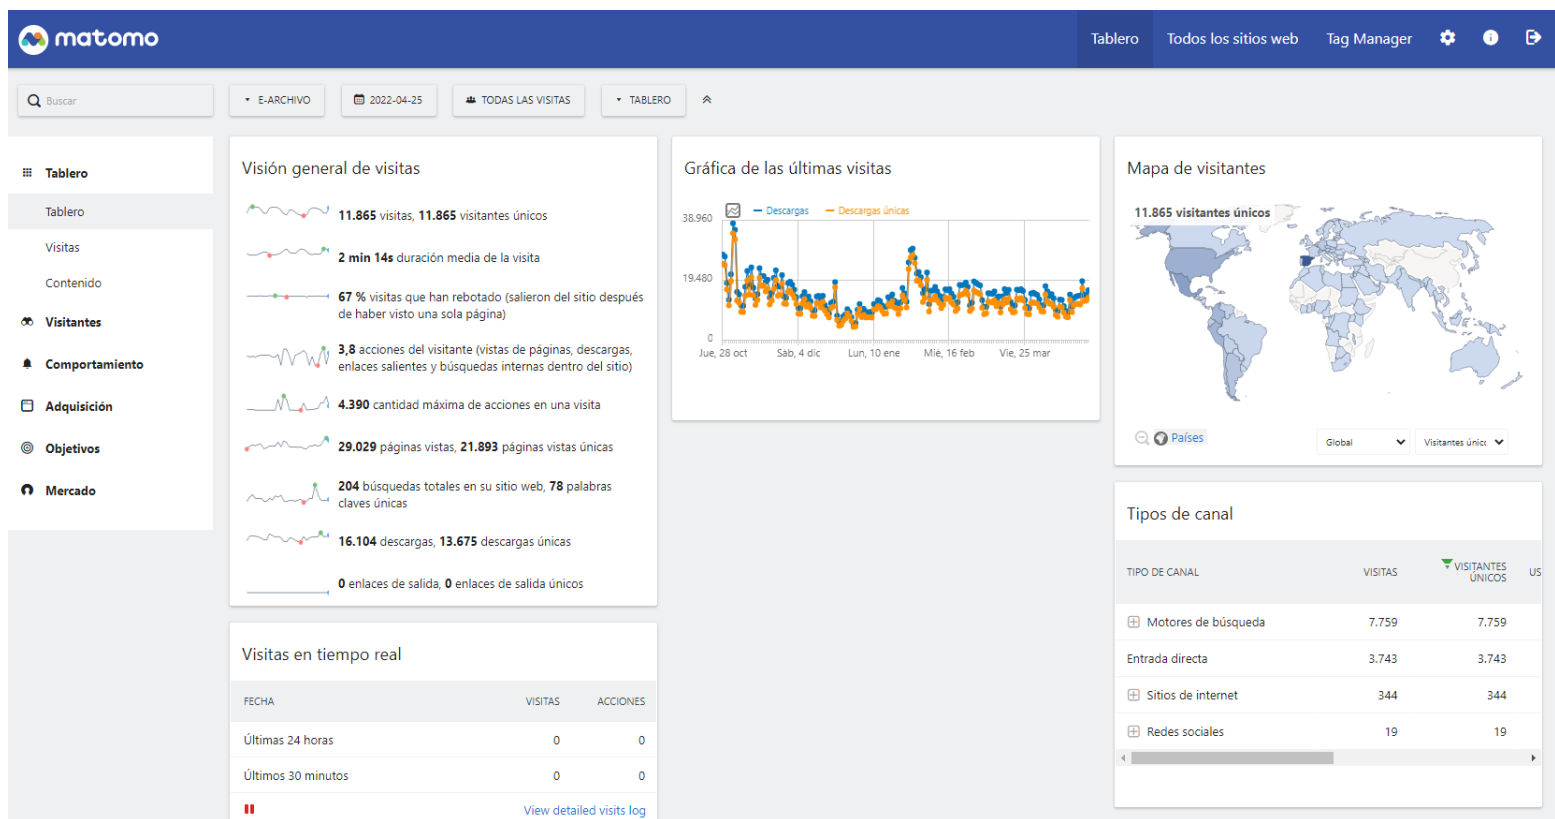 matomo
Tablero
Todos los sitios web
Tag Manager
Buscar
E-ARCHIVO
2022-04-25
TODAS LAS VISITAS
TABLERO
Tablero
Tablero
Visitas
Contenido
Visitantes
Comportamiento
Adquisición
Objetivos
Mercado
Visión general de visitas
11.865 visitas, 11.865 visitantes únicos
2 min 14s duración media de la visita
67 % visitas que han rebotado (salieron del sitio después
de haber visto una sola página)
3,8 acciones del visitante (vistas de páginas, descargas,
enlaces salientes y búsquedas internas dentro del sitio)
4.390 cantidad máxima de acciones en una visita
29.029 páginas vistas, 21.893 páginas vistas únicas
204 búsquedas totales en su sitio web, 78 palabras
claves únicas
16.104 descargas, 13.675 descargas únicas
0 enlaces de salida, 0 enlaces de salida únicos
Visitas en tiempo real
FECHA VISITAS ACCIONES
Últimas 24 horas 0 0
Últimos 30 minutos 0 0
View detailed visits log
Gráfica de las últimas visitas
Descargas Descargas únicas
38.960
19.480
0
Jue, 28 oct Sáb, 4 dic Lun, 10 ene Mié, 16 feb Vie, 25 mar
Mapa de visitantes
11.865 visitantes únicos
Países
Global
Visitantes únic
Tipos de canal
TIPO DE CANAL VISITAS VISITANTES ÚNICOS US
Motores de búsqueda 7.759 7.759
Entrada directa 3.743 3.743
Sitios de internet 344 344
Redes sociales 19 19